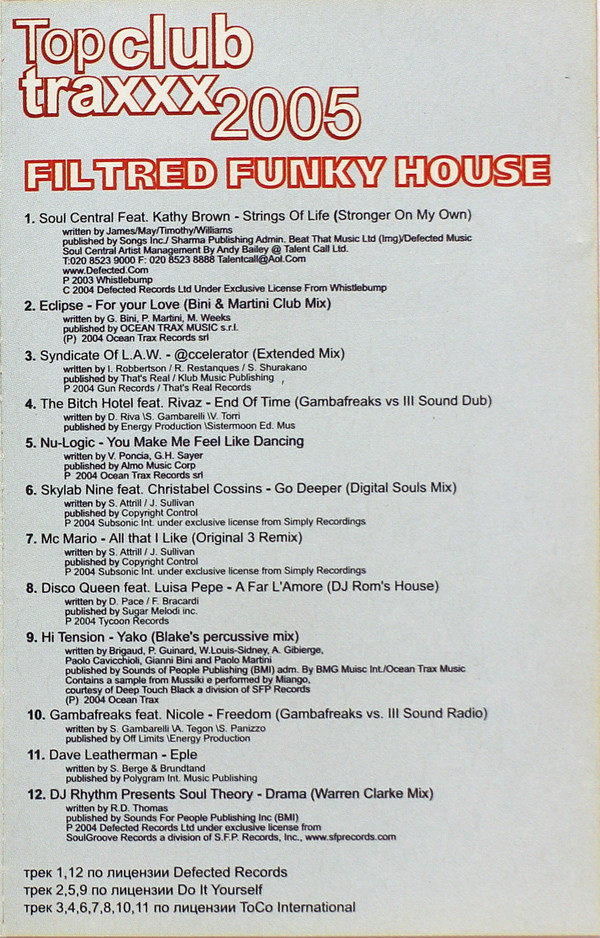 Top club
traxxx 2005
FILTRED FUNKY HOUSE
1. Soul Central Feat. Kathy Brown - Strings Of Life (Stronger On My Own)
written by James/May/Timothy/Williams
published by Songs Inc./ Sharma Publishing Admin. Beat That Music Ltd (Img)/Defected Music
Soul Central Artist Management By Andy Bailey @ Talent Call Ltd.
T:020 8523 9000 F: 020 8523 8888 Talentcall@Aol.Com
www.Defected.Com
P 2003 Whistlebump
C 2004 Defected Records Ltd Under Exclusive License From Whistlebump
2. Eclipse - For your Love (Bini & Martini Club Mix)
written by G. Bini, P. Martini, M. Weeks
published by OCEAN TRAX MUSIC s.r.l.
(P) 2004 Ocean Trax Records srl
3. Syndicate Of L.A.W. - @ccelerator (Extended Mix)
written by I. Robbertson / R. Restanques / S. Shurakano
published by That's Real / Klub Music Publishing
P 2004 Gun Records / That's Real Records
4. The Bitch Hotel feat. Rivaz - End Of Time (Gambafreaks vs III Sound Dub)
written by D. Riva \S. Gambarelli \V. Torri
published by Energy Production \Sistermoon Ed. Mus
5. Nu-Logic - You Make Me Feel Like Dancing
written by V. Poncia, G.H. Sayer
published by Almo Music Corp
P 2004 Ocean Trax Records srl
6. Skylab Nine feat. Christabel Cossins - Go Deeper (Digital Souls Mix)
written by S. Attrill / J. Sullivan
published by Copyright Control
P 2004 Subsonic Int. under exclusive license from Simply Recordings
7. Mc Mario - All that I Like (Original 3 Remix)
written by S. Attrill / J. Sullivan
published by Copyright Control
P 2004 Subsonic Int. under exclusive license from Simply Recordings
8. Disco Queen feat. Luisa Pepe - A Far L'Amore (DJ Rom's House)
written by D. Pace / F. Bracardi
published by Sugar Melodi inc.
P 2004 Tycoon Records
9. Hi Tension - Yako (Blake's percussive mix)
written by Brigaud, P. Guinard, W.Louis-Sidney, A. Gibierge,
Paolo Cavicchioli, Gianni Bini and Paolo Martini
published by Sounds of People Publishing (BMI) adm. By BMG Muisc Int./Ocean Trax Music
Contains a sample from Mussiki e performed by Miango,
courtesy of Deep Touch Black a division of SFP Records
(P) 2004 Ocean Trax
10. Gambafreaks feat. Nicole - Freedom (Gambafreaks vs. III Sound Radio)
written by S. Gambarelli \A. Tegon \S. Panizzo
published by Off Limits \Energy Production
11. Dave Leatherman - Eple
written by S. Berge & Brundtand
published by Polygram Int. Music Publishing
12. DJ Rhythm Presents Soul Theory - Drama (Warren Clarke Mix)
written by R.D. Thomas
published by Sounds For People Publishing Inc (BMI)
P 2004 Defected Records Ltd under exclusive license from
SoulGroove Records a division of S.F.P. Records, Inc., www.sfprecords.com
трек 1,12 по лицензии Defected Records
трек 2,5,9 по лицензии Do It Yourself
трек 3,4,6,7,8,10,11 по лицензии ToCo International